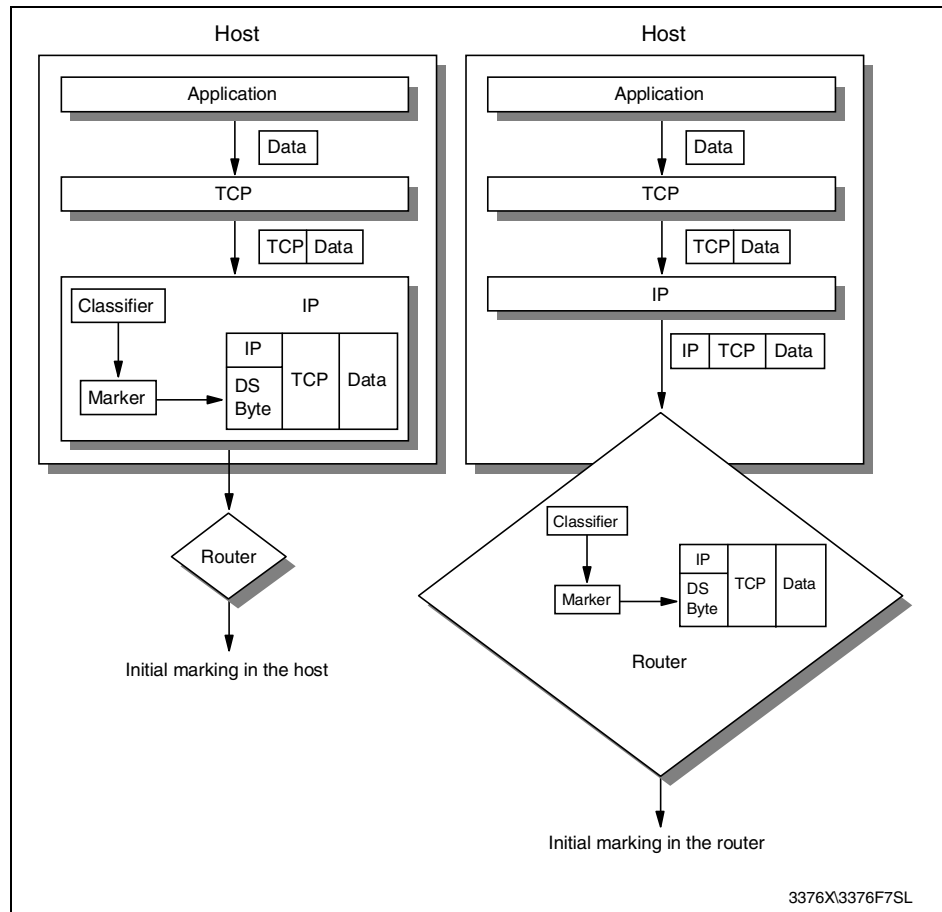 Host
Application
Data
TCP
TCP Data
IP
Classifier
Marker
IP
DS
Byte
TCP
Data
Router
Initial marking in the host
Host
Application
Data
TCP
TCP Data
IP
IP TCP Data
Classifier
Marker
IP
DS
Byte
TCP
Data
Router
Initial marking in the router
3376X\3376F7SL